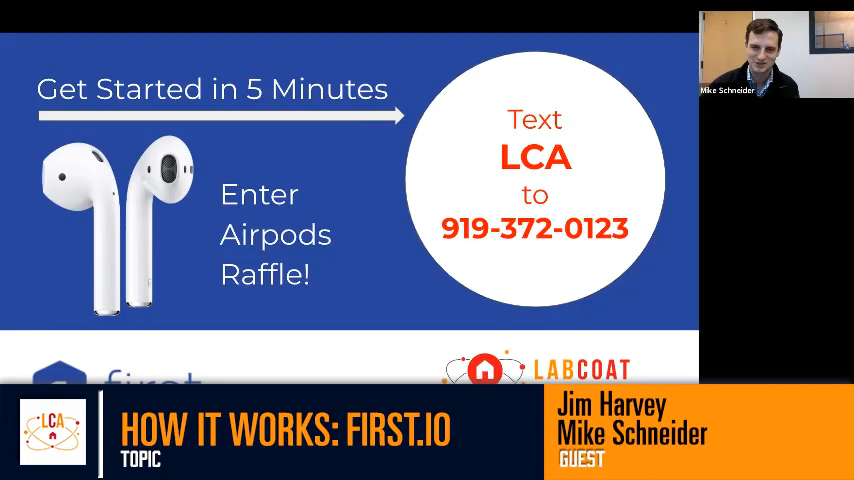 Get Started in 5 Minutes
Enter
Airpods
Raffle!
Text
LCA
to
919-372-0123
Mike Schneider
first
LABCOAT
LCA
HOW IT WORKS: FIRST.IO
TOPIC
Jim Harvey
Mike Schneider
GUEST